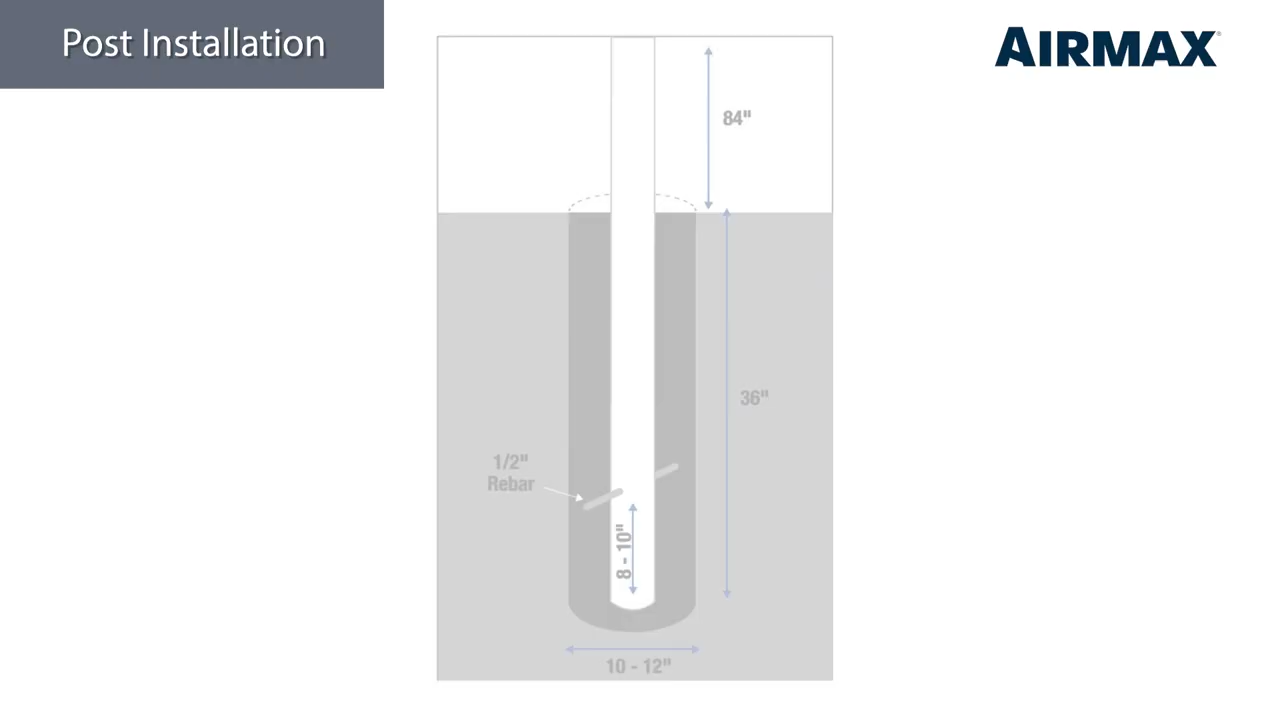 Post Installation
AIRMAX®
84"
36"
1/2"
Rebar
8 - 10"
10 - 12"